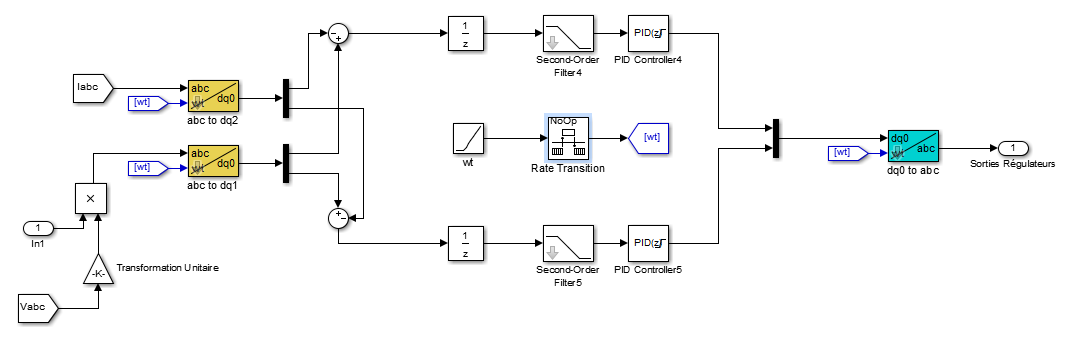 1
z
Second-Order
Filter4
PID(z)
PID Controller4
Iabc
[wt]
abc
wt
dq0
abc to dq2
wt
NoOp
Rate Transition
[wt]
dq0
wt
abc
dq0 to abc
[wt]
1
Sorties Régulateurs
[wt]
abc
wt
dq0
abc to dq1
×
1
In1
-K-
Transformation Unitaire
Vabc
1
z
Second-Order
Filter5
PID(z)
PID Controller5